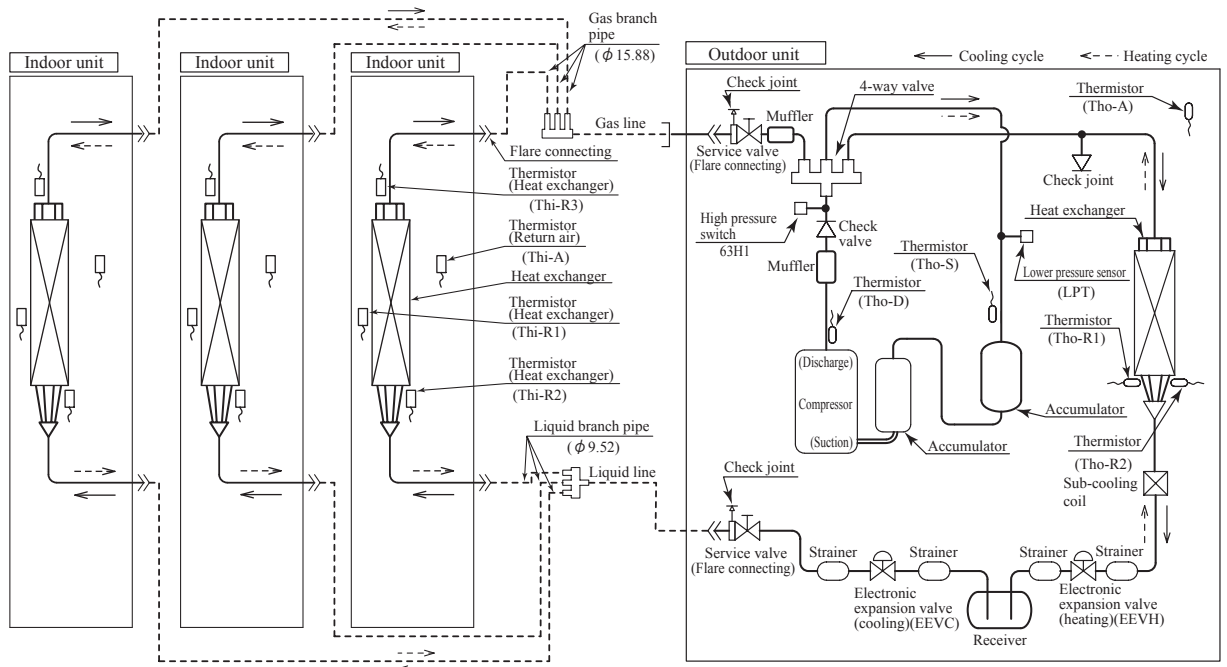 Indoor unit
Indoor unit
Indoor unit
Gas branch
pipe
(ϕ15.88)
Gas line
Flare connecting
Thermistor
(Heat exchanger)
(Thi-R3)
Thermistor
(Return air)
(Thi-A)
Heat exchanger
Thermistor
(Heat exchanger)
(Thi-R1)
Thermistor
(Heat exchanger)
(Thi-R2)
Liquid branch pipe
(ϕ9.52)
Liquid line
Outdoor unit
Cooling cycle
Heating cycle
Check joint
4-way valve
Thermistor
(Tho-A)
Muffler
Service valve
(Flare connecting)
Check joint
High pressure
switch
63H1
Check
valve
Heat exchanger
Muffler
Thermistor
(Tho-S)
Lower pressure sensor
(LPT)
Thermistor
(Tho-D)
Thermistor
(Tho-R1)
(Discharge)
Compressor
(Suction)
Accumulator
Accumulator
Thermistor
(Tho-R2)
Sub-cooling
coil
Check joint
Service valve
(Flare connecting)
Strainer
Strainer
Strainer
Strainer
Electronic
expansion valve
(cooling)(EEVC)
Receiver
Electronic
expansion valve
(heating)(EEVH)